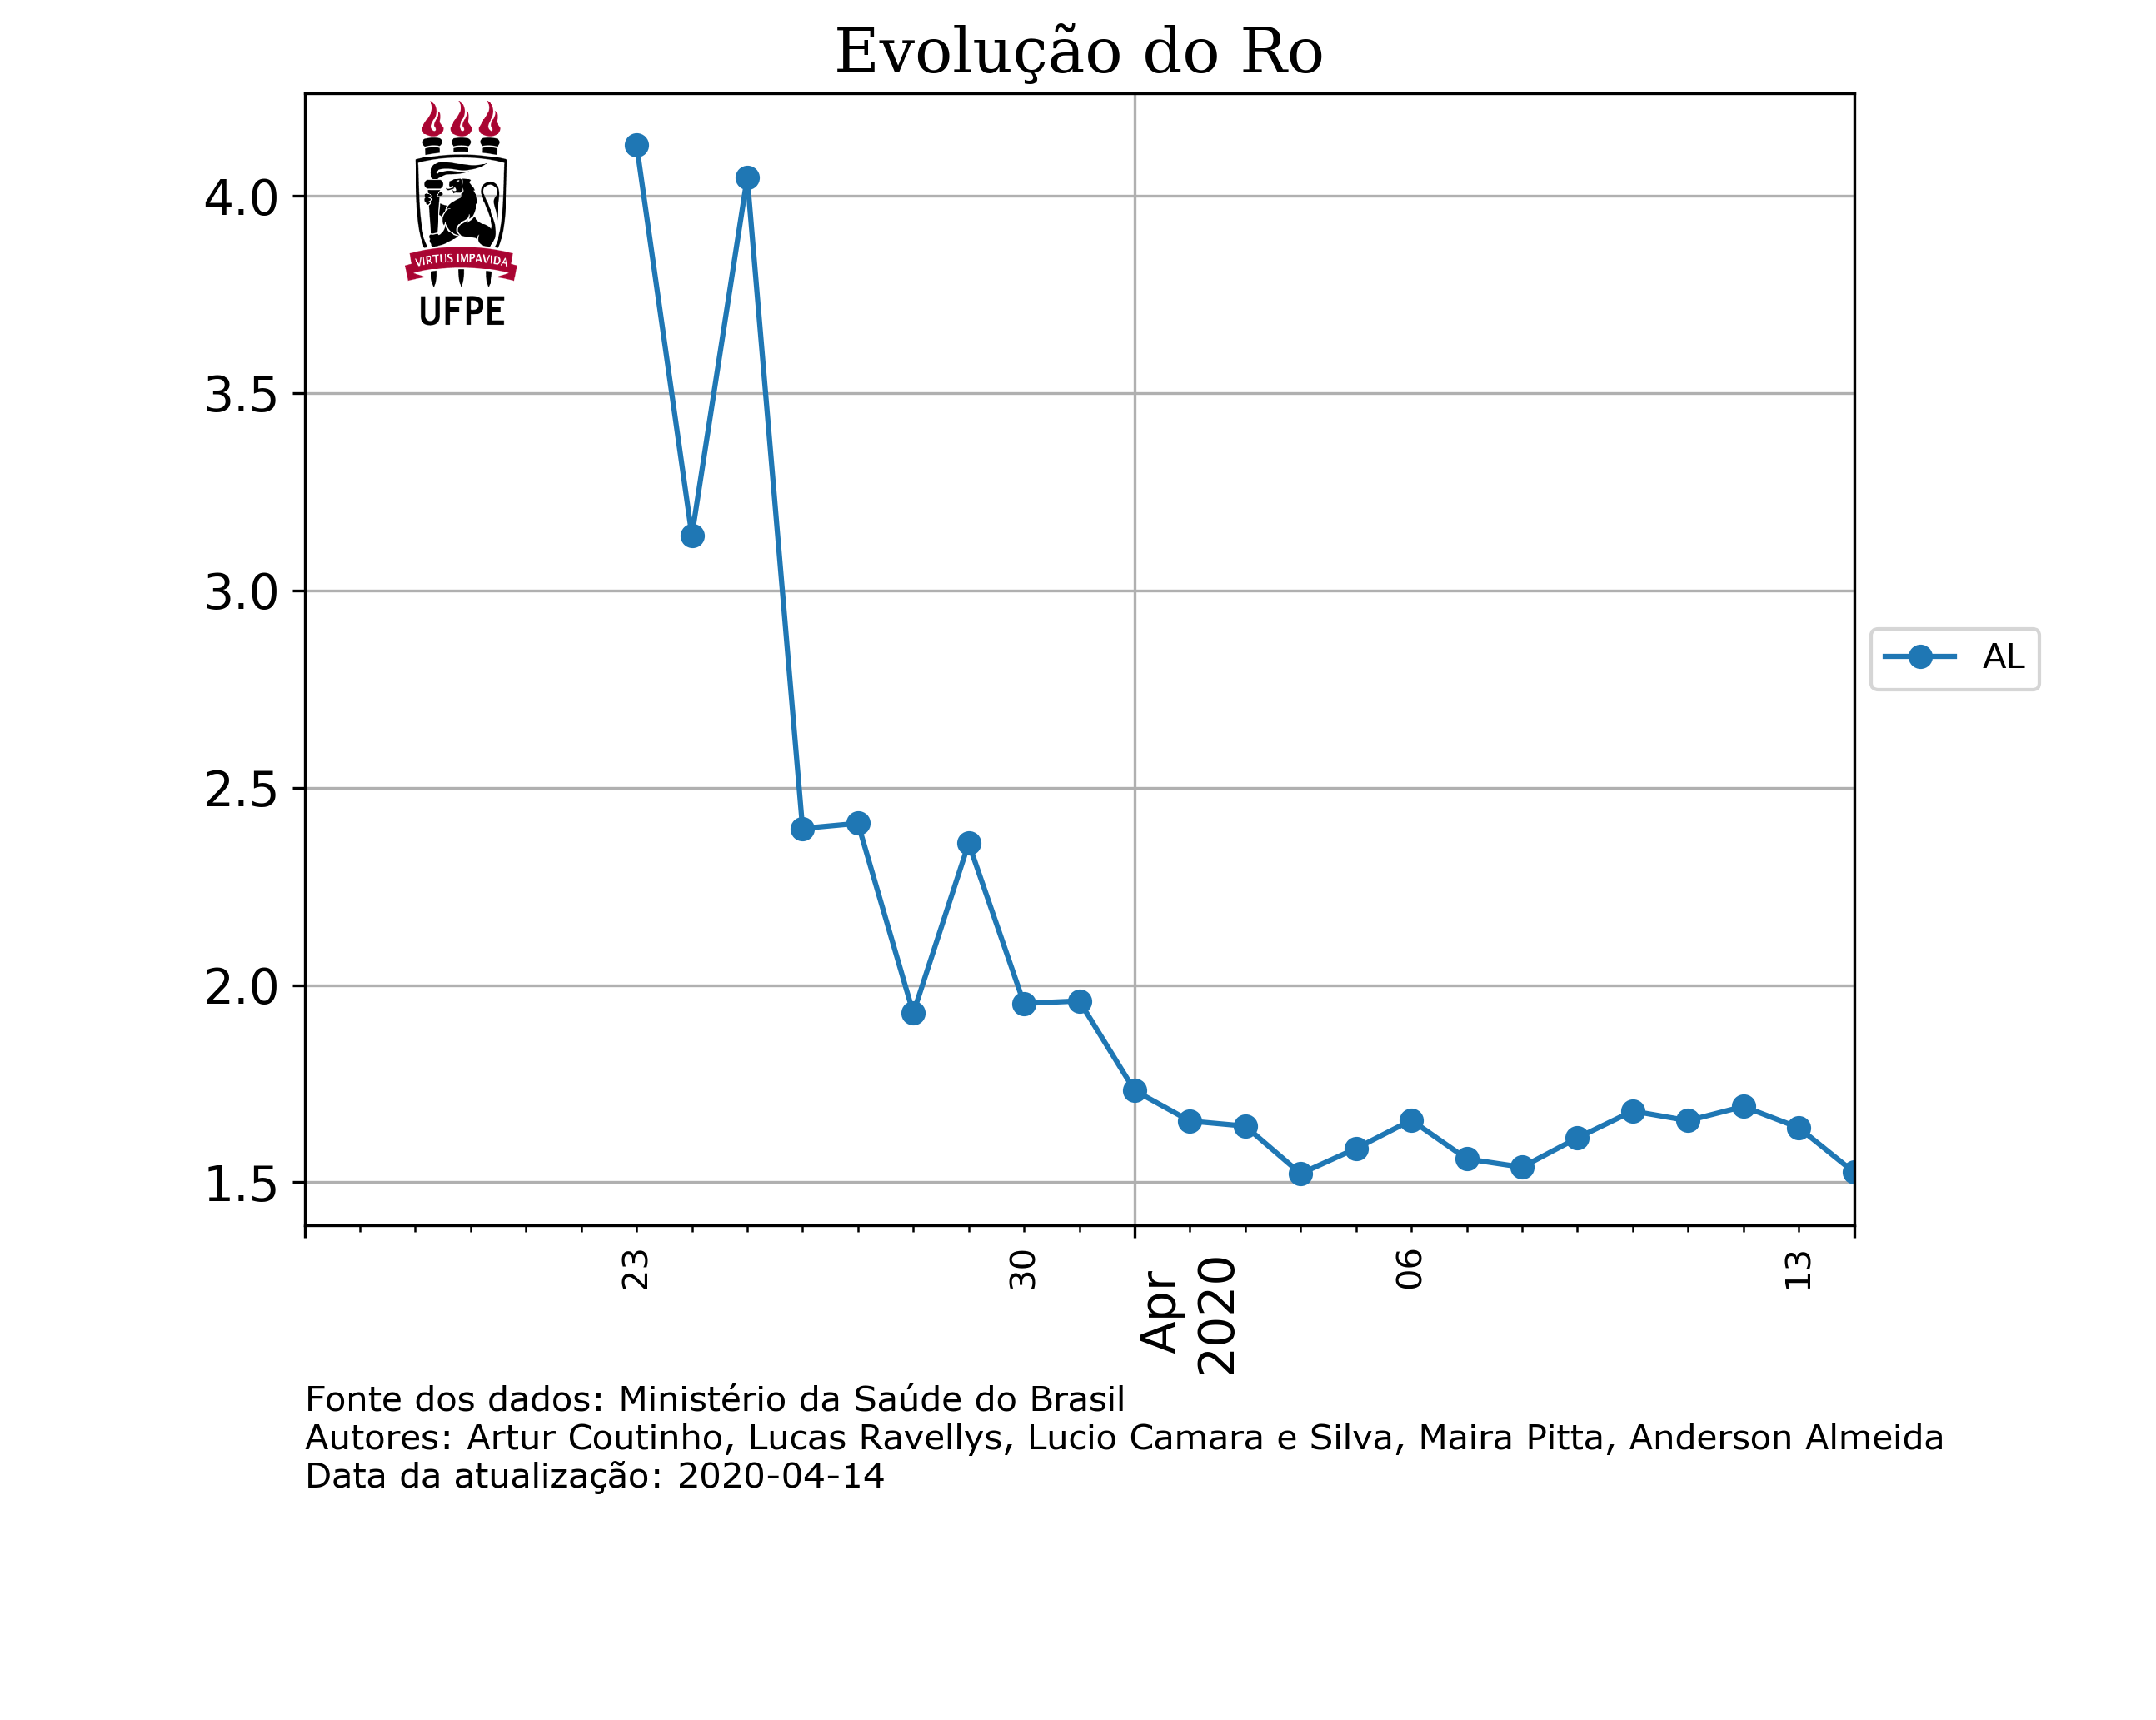 Evolução do Ro
VIRTUS IMPAVIDA
UFPE
4.0
3.5
3.0
2.5
2.0
1.5
AL
23
30
Apr
2020
06
13
Fonte dos dados: Ministério da Saúde do Brasil
Autores: Artur Coutinho, Lucas Ravellys, Lucio Camara e Silva, Maira Pitta, Anderson Almeida
Data da atualização: 2020-04-14